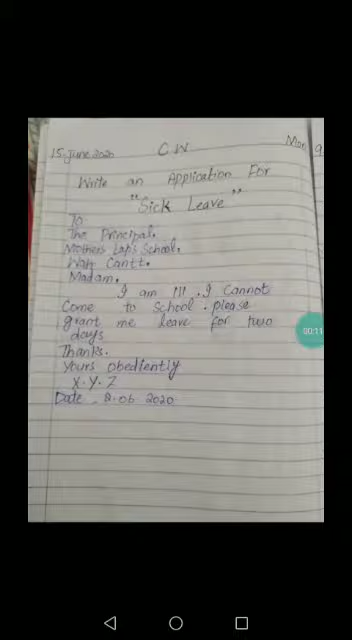 15 June 2020 C W Mon
Write an Application For
"Sick Leave"
To
The Principal.
Mothers Lap's School.
Wah Cantt.
Madam.
I am Ill . I Cannot
Come to School . please
grant me leave for two
days
Thanks.
Yours obediently
X. Y. Z
Date - 06 2020
00:11